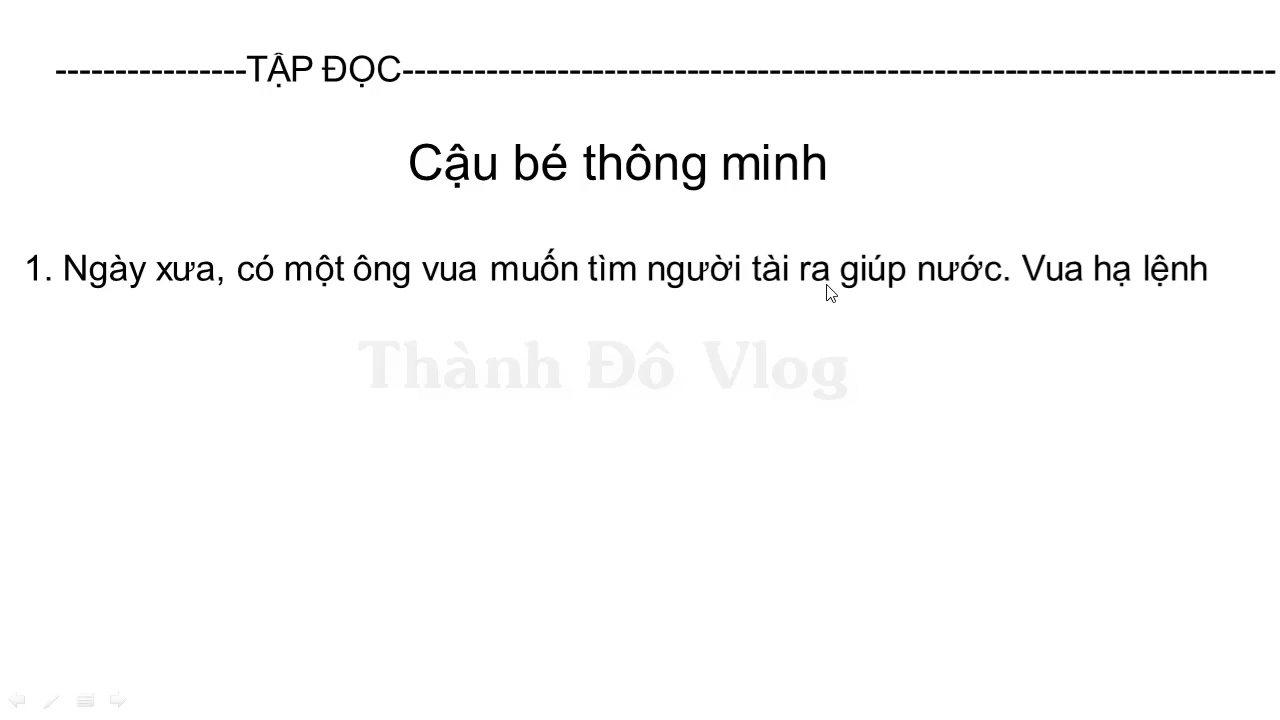 ----------------TẬP ĐỌC--------------------------------------------------------------------------
Cậu bé thông minh
1. Ngày xưa, có một ông vua muốn tìm người tài ra giúp nước. Vua hạ lệnh
Thành Đô Vlog